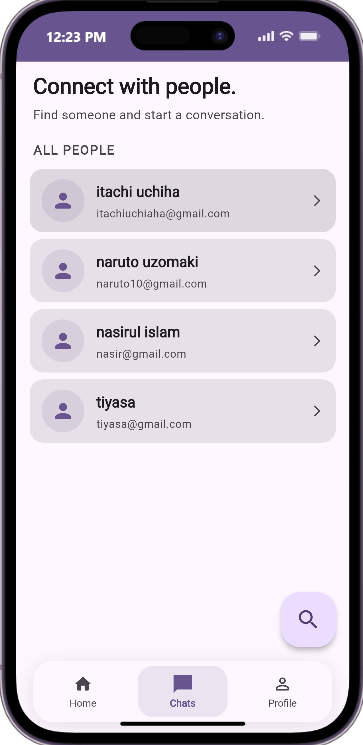 12:23 PM
Connect with people.
Find someone and start a conversation.
ALL PEOPLE
itachi uchiha
itachiuchiaha@gmail.com
naruto uzomaki
naruto10@gmail.com
nasirul islam
nasir@gmail.com
tiyasa
tiyasa@gmail.com
Home
Chats
Profile